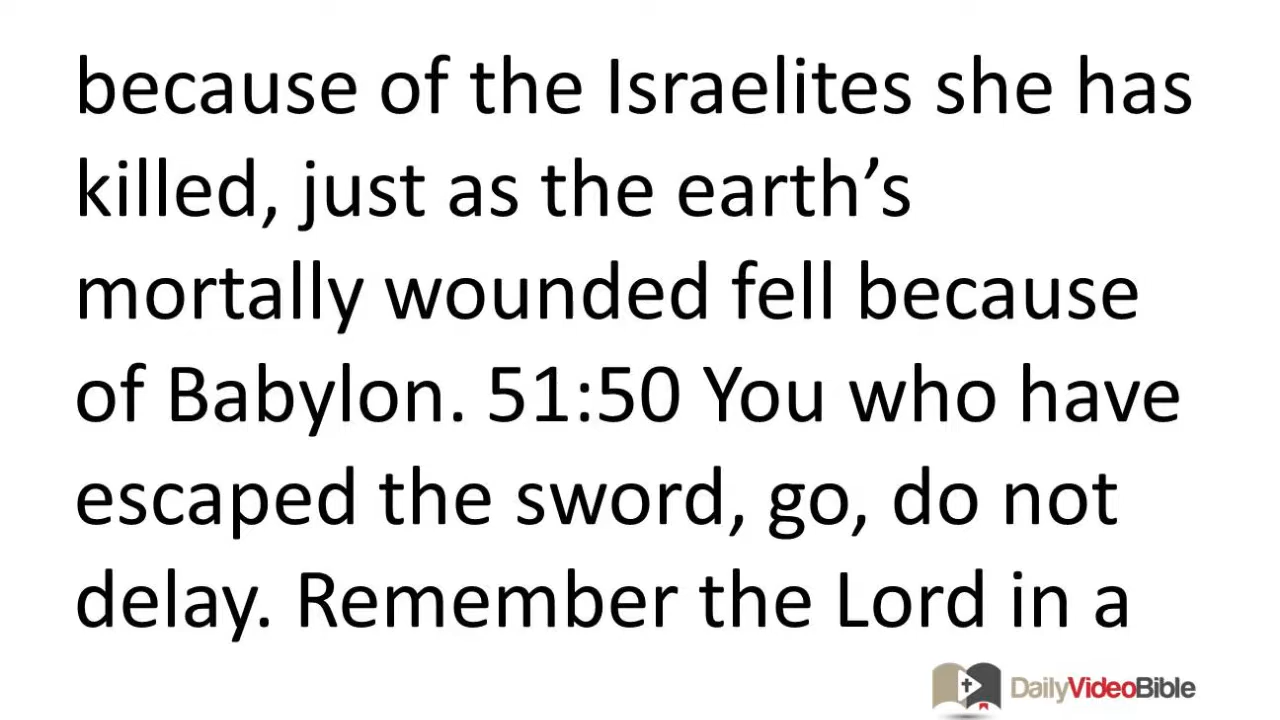 because of the Israelites she has
killed, just as the earth’s
mortally wounded fell because
of Babylon. 51:50 You who have
escaped the sword, go, do not
delay. Remember the Lord in a
DailyVideoBible